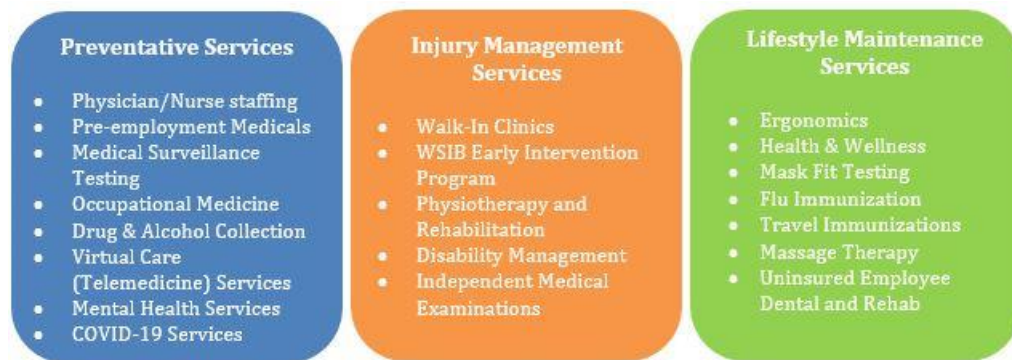 Preventative Services
• Physician/Nurse staffing
• Pre-employment Medicals
• Medical Surveillance
Testing
• Occupational Medicine
• Drug & Alcohol Collection
• Virtual Care
(Telemedicine) Services
• Mental Health Services
• COVID-19 Services
Injury Management
Services
• Walk-In Clinics
• WSIB Early Intervention
Program
• Physiotherapy and
Rehabilitation
• Disability Management
• Independent Medical
Examinations
Lifestyle Maintenance
Services
• Ergonomics
• Health & Wellness
• Mask Fit Testing
• Flu Immunization
• Travel Immunizations
• Massage Therapy
• Uninsured Employee
Dental and Rehab